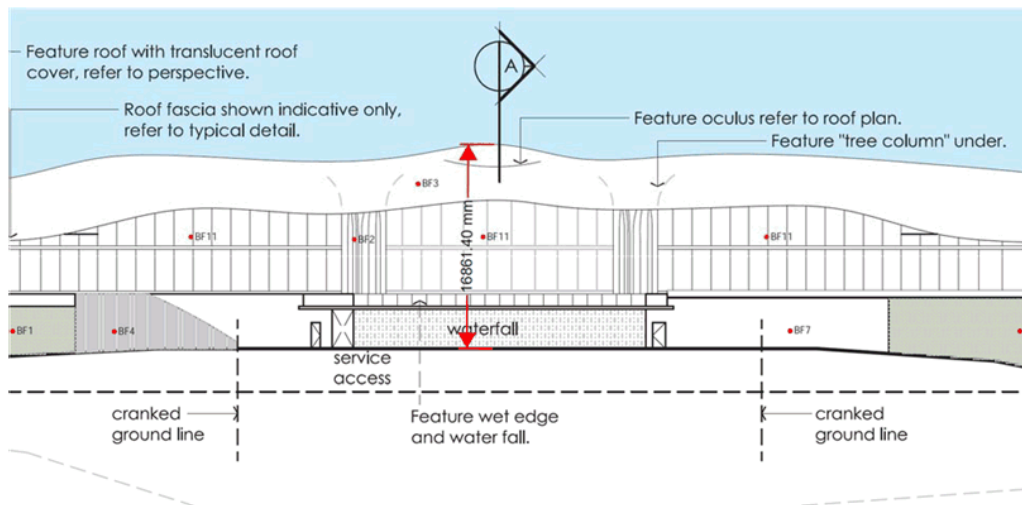 Feature roof with translucent roof
cover, refer to perspective.
Roof fascia shown indicative only,
refer to typical detail.
A
Feature oculus refer to roof plan.
Feature "tree column" under.
BF3
BF11
BF2
BF11
BF11
16861.40 mm
BF1
BF4
waterfall
BF7
service
access
cranked
ground line
Feature wet edge
and water fall.
cranked
ground line